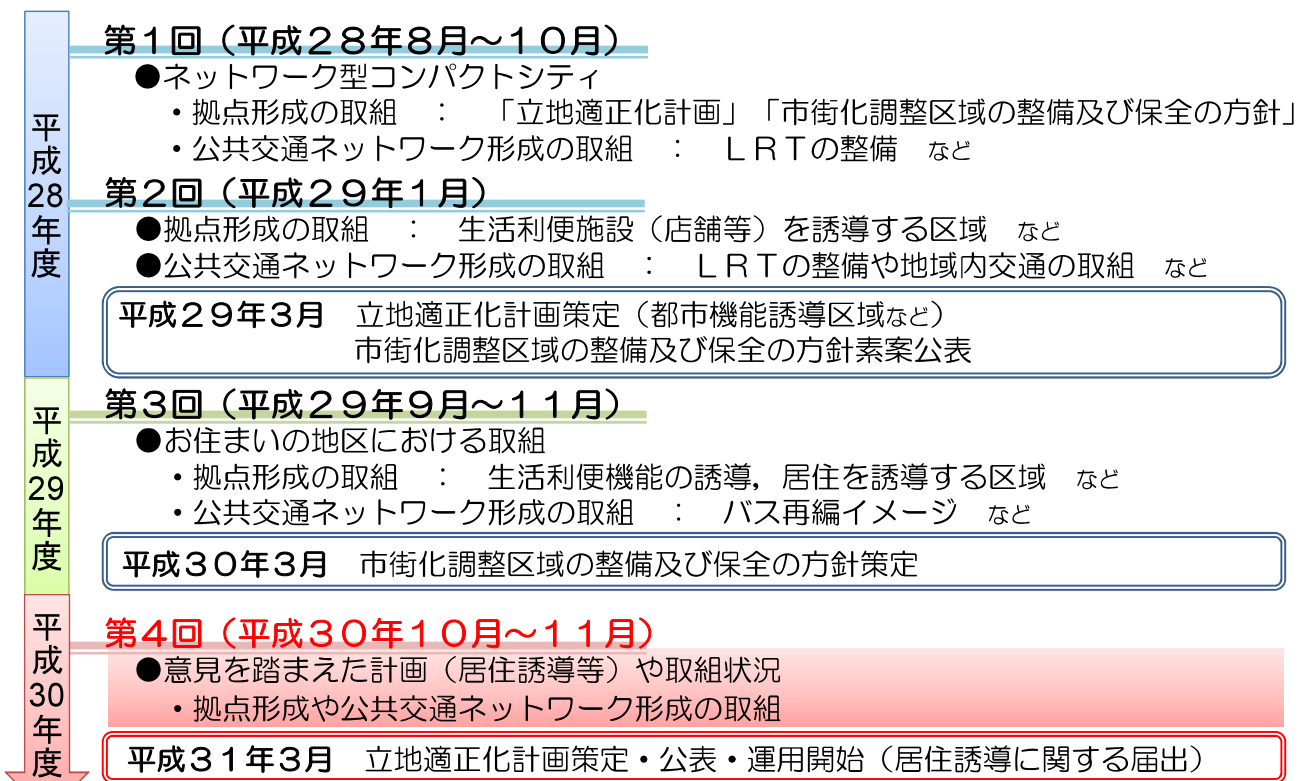 平成28年度
第1回（平成２８年８月～１０月）
●ネットワーク型コンパクトシティ
・拠点形成の取組　：　「立地適正化計画」「市街化調整区域の整備及び保全の方針」
・公共交通ネットワーク形成の取組　：　ＬＲＴの整備　など
第2回（平成２９年１月）
●拠点形成の取組　：　生活利便施設（店舗等）を誘導する区域　など
●公共交通ネットワーク形成の取組　：　ＬＲＴの整備や地域内交通の取組　など
平成２９年３月　立地適正化計画策定（都市機能誘導区域など）
市街化調整区域の整備及び保全の方針素案公表
平成29年度
第3回（平成２９年９月～１１月）
●お住まいの地区における取組
・拠点形成の取組　：　生活利便機能の誘導，居住を誘導する区域　など
・公共交通ネットワーク形成の取組　：　バス再編イメージ　など
平成３０年３月　市街化調整区域の整備及び保全の方針策定
平成30年度
第4回（平成３０年１０月～１１月）
●意見を踏まえた計画（居住誘導等）や取組状況
・拠点形成や公共交通ネットワーク形成の取組
平成３１年３月　立地適正化計画策定・公表・運用開始（居住誘導に関する届出）